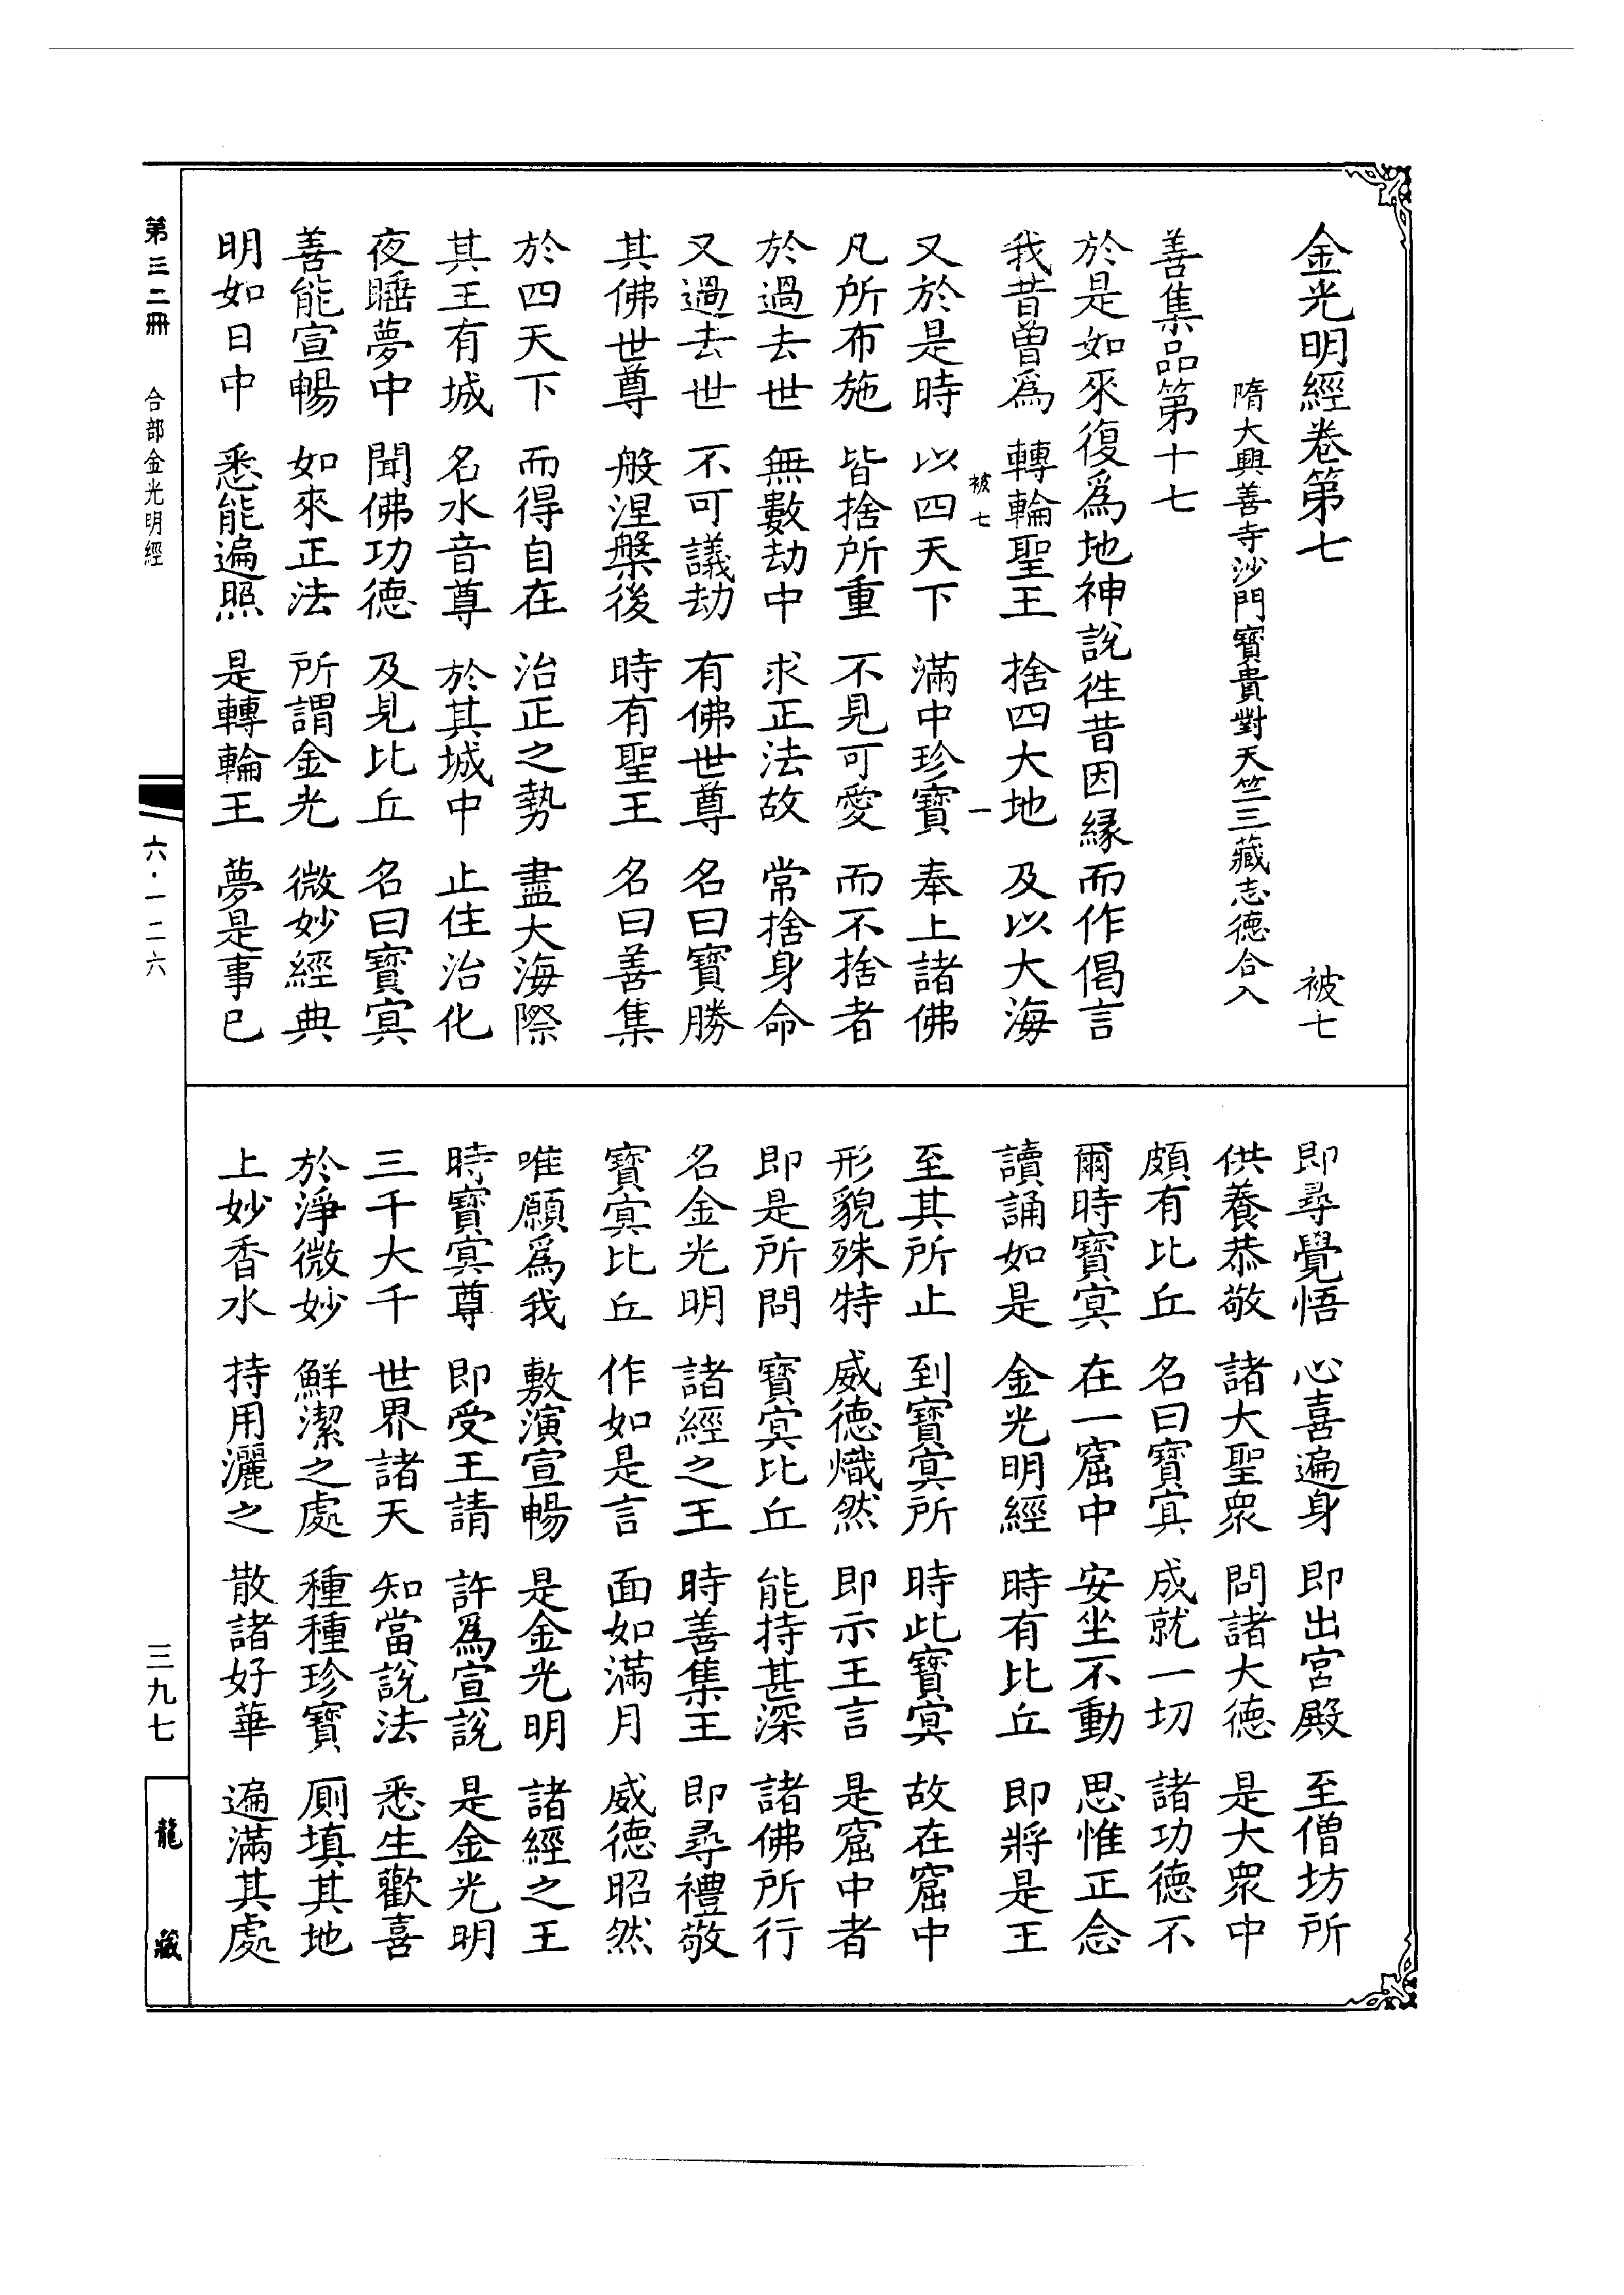 金光明經卷第七　被七
隋大興善寺沙門寶貴對天竺三藏志德合入
善集品第十七
於是如來復爲地神說往昔因緣而作偈言
我昔曾爲　轉輪聖王　捨四大地　及以大海
被七　一
又於是時　以四天下　滿中珍寶　奉上諸佛
凡所布施　皆捨所重　不見可愛　而不捨者
於過去世　無數劫中　求正法故　常捨身命
又過去世　不可議劫　有佛世尊　名曰寶勝
其佛世尊　般涅槃後　時有聖王　名曰善集
於四天下　而得自在　治正之勢　盡大海際
其王有城　名水音尊　於其城中　止住治化
夜睡夢中　聞佛功德　及見比丘　名曰寶冥
善能宣暢　如來正法　所謂金光　微妙經典
明如日中　悉能遍照　是轉輪王　夢是事已
即尋覺悟　心喜遍身　即出宮殿　至僧坊所
供養恭敬　諸大聖衆　問諸大德　是大衆中
頗有比丘　名曰寶冥　成就一切　諸功德不
爾時寶冥　在一窟中　安坐不動　思惟正念
讀誦如是　金光明經　時有比丘　即將是王
至其所止　到寶冥所　時此寶冥　故在窟中
形貌殊特　威德熾然　即示王言　是窟中者
即是所問　寶冥比丘　能持甚深　諸佛所行
名金光明　諸經之王　時善集王　即尋禮敬
寶冥比丘　作如是言　面如滿月　威德昭然
唯願爲我　敷演宣暢　是金光明　諸經之王
時寶冥尊　即受王請　許爲宣說　是金光明
三千大千　世界諸天　知當說法　悉生歡喜
於淨微妙　鮮潔之處　種種珍寶　厠填其地
上妙香水　持用灑之　散諸好華　遍滿其處
第三二冊　合部金光明經　六·一二六　三九七　龍藏